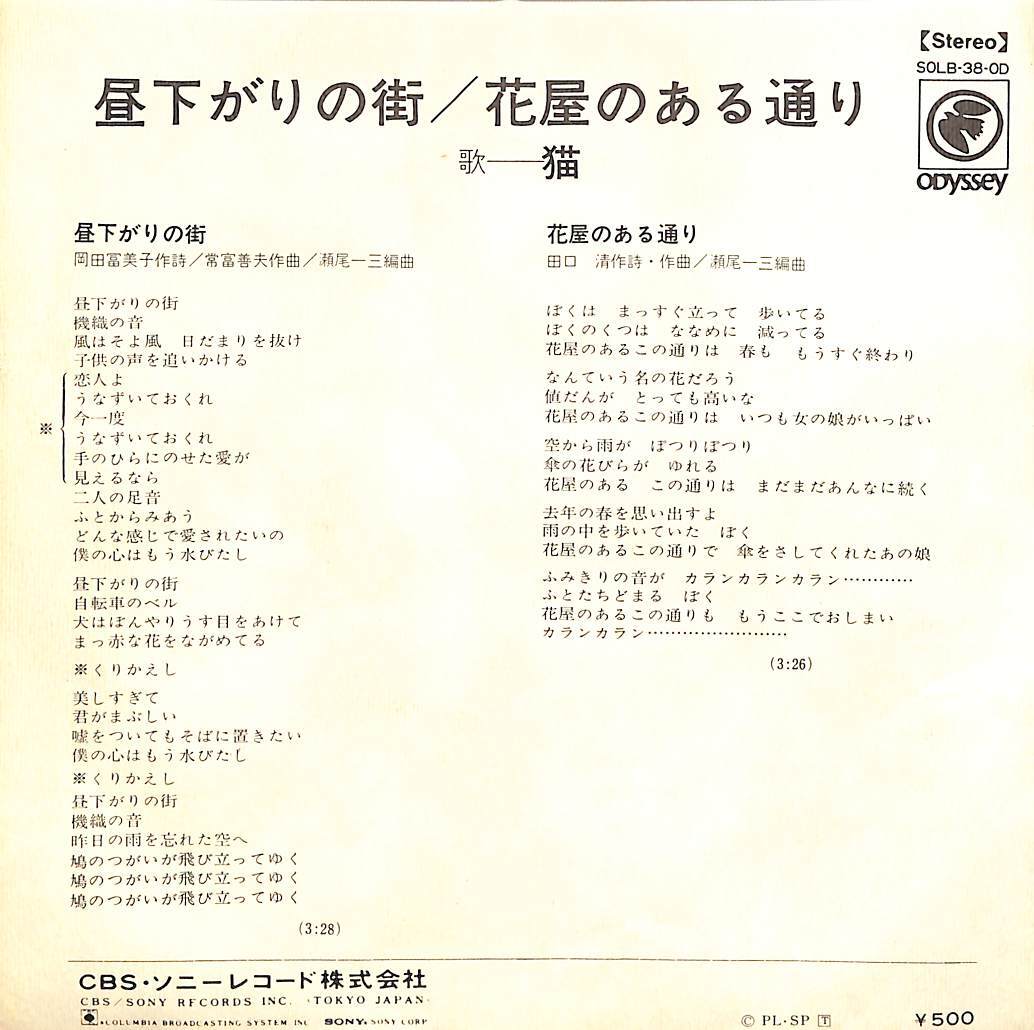 【Stereo】
SOLB-38-OD
昼下がりの街／花屋のある通り
歌——猫
ODYSSEY
昼下がりの街
岡田冨美子作詩／常富善夫作曲／瀬尾一三編曲
昼下がりの街
機織の音
風はそよ風　日だまりを抜け
子供の声を追いかける
恋人よ
うなずいておくれ
今一度
※
うなずいておくれ
手のひらにのせた愛が
見えるなら
二人の足音
ふとからみあう
どんな感じで愛されたいの
僕の心はもう水びたし
昼下がりの街
自転車のベル
犬はぼんやりうす目をあけて
まっ赤な花をながめてる
※くりかえし
美しすぎて
君がまぶしい
嘘をついてもそばに置きたい
僕の心はもう水びたし
※くりかえし
昼下がりの街
機織の音
昨日の雨を忘れた空へ
鳩のつがいが飛び立ってゆく
鳩のつがいが飛び立ってゆく
鳩のつがいが飛び立ってゆく
(3:28)
花屋のある通り
田口　清作詩・作曲／瀬尾一三編曲
ぼくは　まっすぐ立って　歩いてる
ぼくのくつは　ななめに　減ってる
花屋のあるこの通りは　春も　もうすぐ終わり
なんていう名の花だろう
値だんが　とっても高いな
花屋のあるこの通りは　いつも女の娘がいっぱい
空から雨が　ぽつりぽつり
傘の花びらが　ゆれる
花屋のある　この通りは　まだまだあんなに続く
去年の春を思い出すよ
雨の中を歩いていた　ぼく
花屋のあるこの通りで　傘をさしてくれたあの娘
ふみきりの音が　カランカランカラン…………
ふとたちどまる　ぼく
花屋のあるこの通りも　もうここでおしまい
カランカラン……………………
(3:26)
CBS・ソニーレコード株式会社
CBS/SONY RECORDS INC. ・TOKYO JAPAN・
・COLUMBIA BROADCASTING SYSTEM INC SONY. SONY CORP
© PL・SP T
¥500